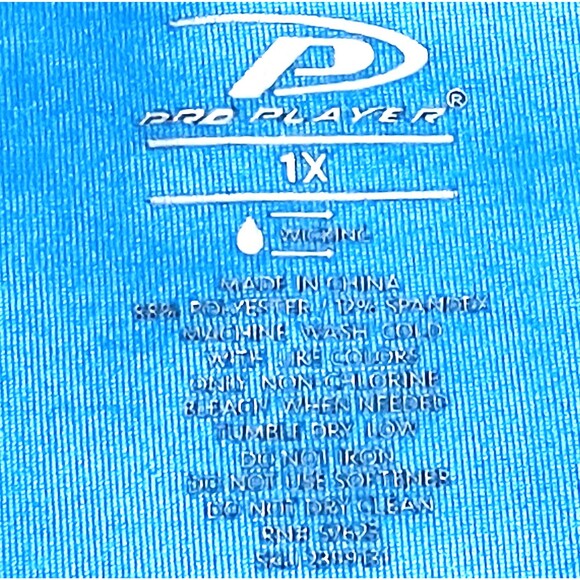 PRO PLAYER®
1X
WICKING
MADE IN CHINA
88% POLYESTER / 12% SPANDEX
MACHINE WASH COLD
WITH LIKE COLORS
ONLY NON-CHLORINE
BLEACH WHEN NEEDED
TUMBLE DRY LOW
DO NOT IRON
DO NOT USE SOFTENER
DO NOT DRY CLEAN
RN#
SKU